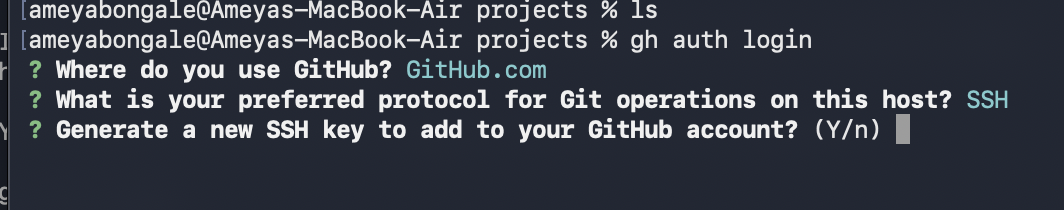 [ameyabongale@Ameyas-MacBook-Air projects % ls
[ameyabongale@Ameyas-MacBook-Air projects % gh auth login
? Where do you use GitHub? GitHub.com
? What is your preferred protocol for Git operations on this host? SSH
? Generate a new SSH key to add to your GitHub account? (Y/n)